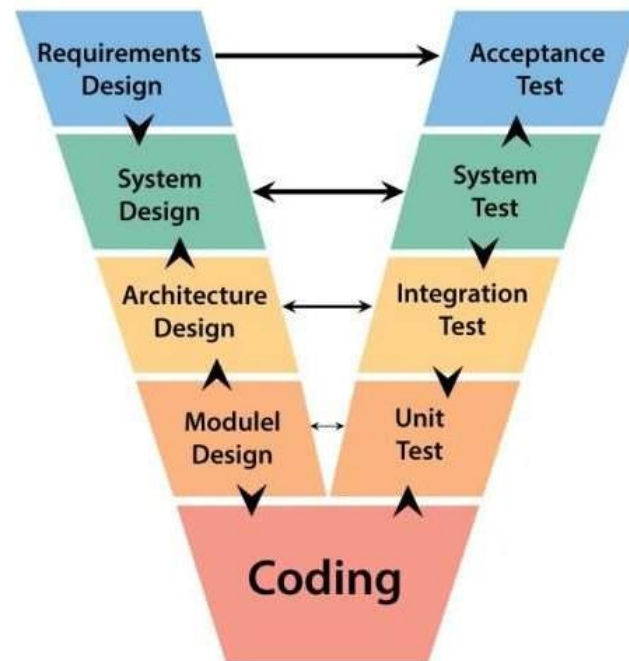 Requirements
Design
Acceptance
Test
System
Design
System
Test
Architecture
Design
Integration
Test
Modulel
Design
Unit
Test
Coding